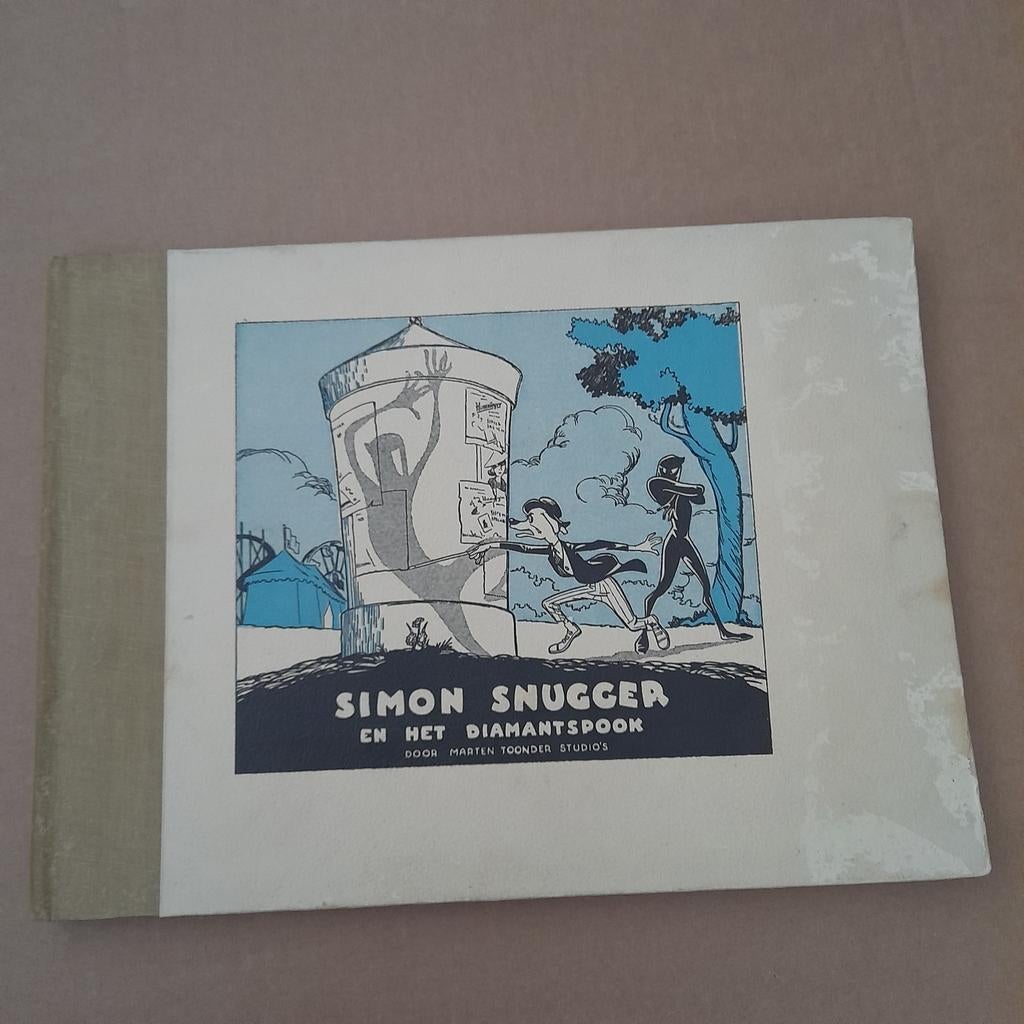 SIMON SNUGGER
EN HET DIAMANTSPOOK
DOOR MARTEN TOONDER STUDIO'S